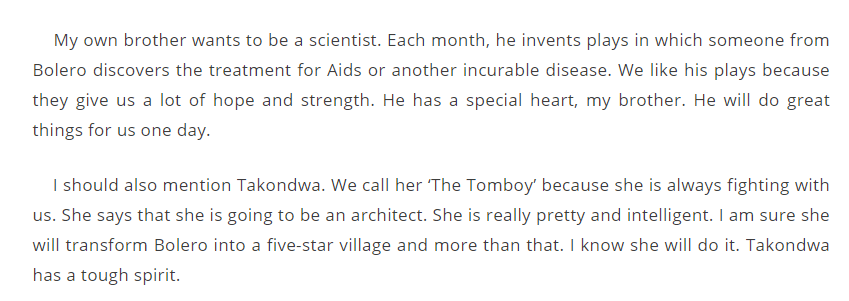 My own brother wants to be a scientist. Each month, he invents plays in which someone from
Bolero discovers the treatment for Aids or another incurable disease. We like his plays because
they give us a lot of hope and strength. He has a special heart, my brother. He will do great
things for us one day.
I should also mention Takondwa. We call her ‘The Tomboy’ because she is always fighting with
us. She says that she is going to be an architect. She is really pretty and intelligent. I am sure she
will transform Bolero into a five-star village and more than that. I know she will do it. Takondwa
has a tough spirit.